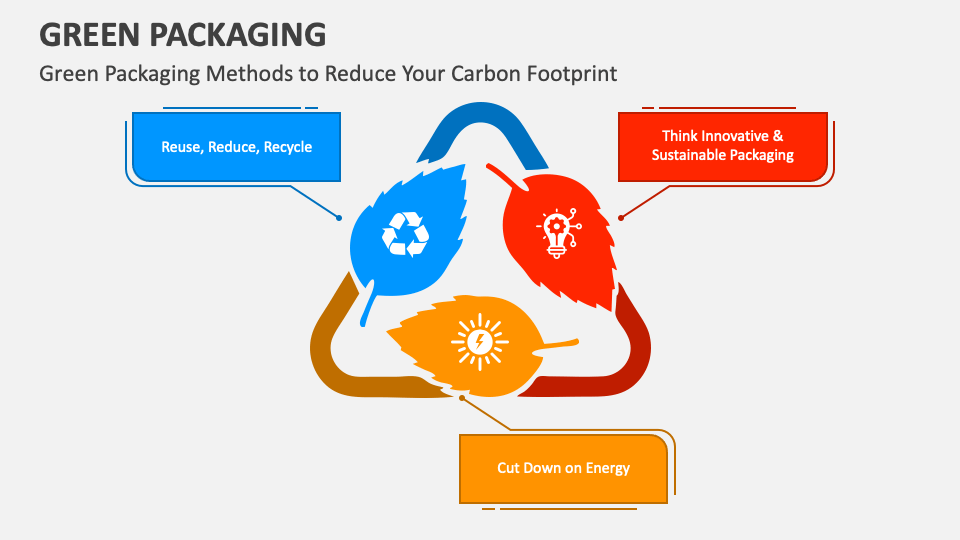 GREEN PACKAGING
Green Packaging Methods to Reduce Your Carbon Footprint
Reuse, Reduce, Recycle
Think Innovative &
Sustainable Packaging
Cut Down on Energy